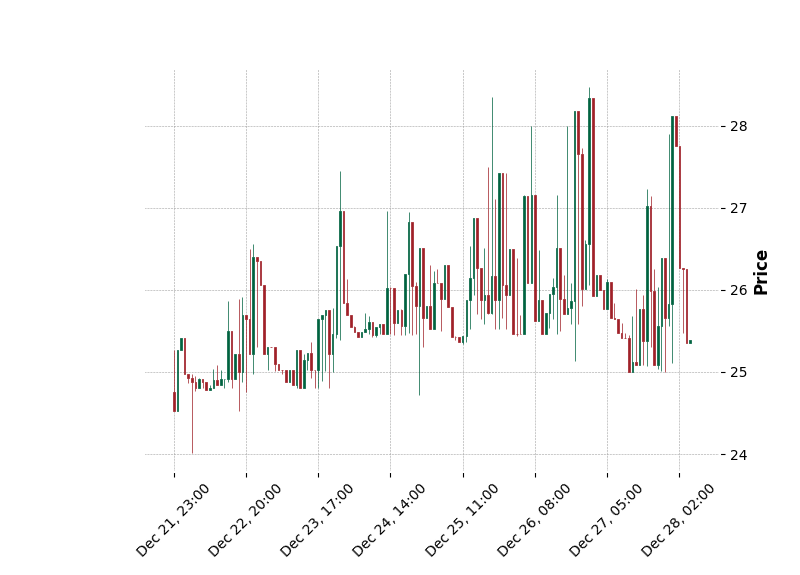 28
27
26
25
24
Price
Dec 21, 23:00
Dec 22, 20:00
Dec 23, 17:00
Dec 24, 14:00
Dec 25, 11:00
Dec 26, 08:00
Dec 27, 05:00
Dec 28, 02:00